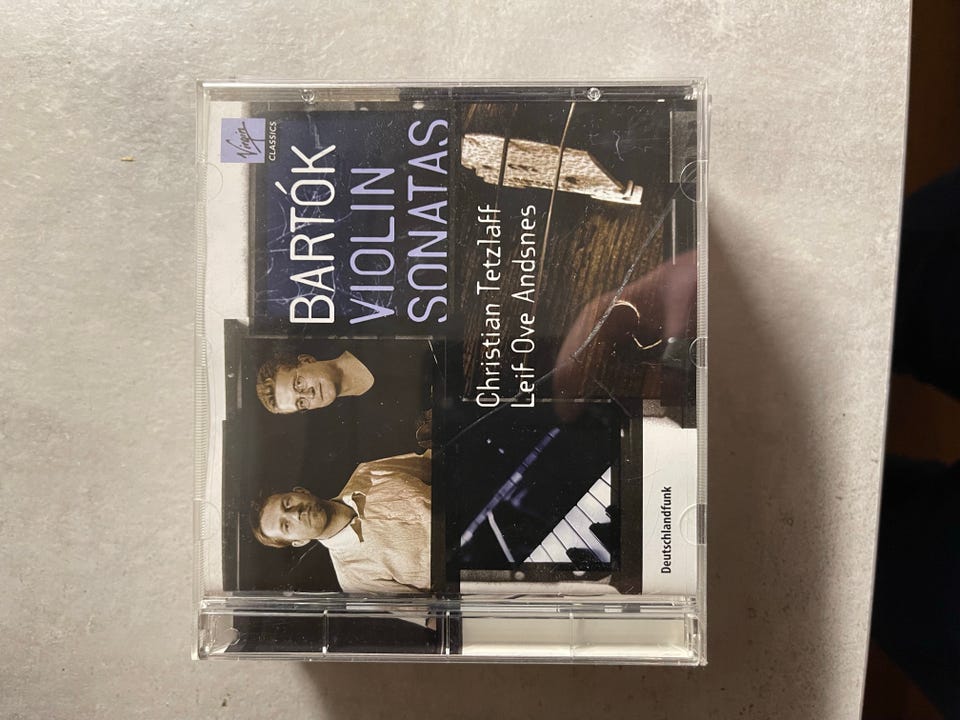 Virgin
CLASSICS
BARTÓK
VIOLIN
SONATAS
Christian Tetzlaff
Leif Ove Andsnes
Deutschlandfunk